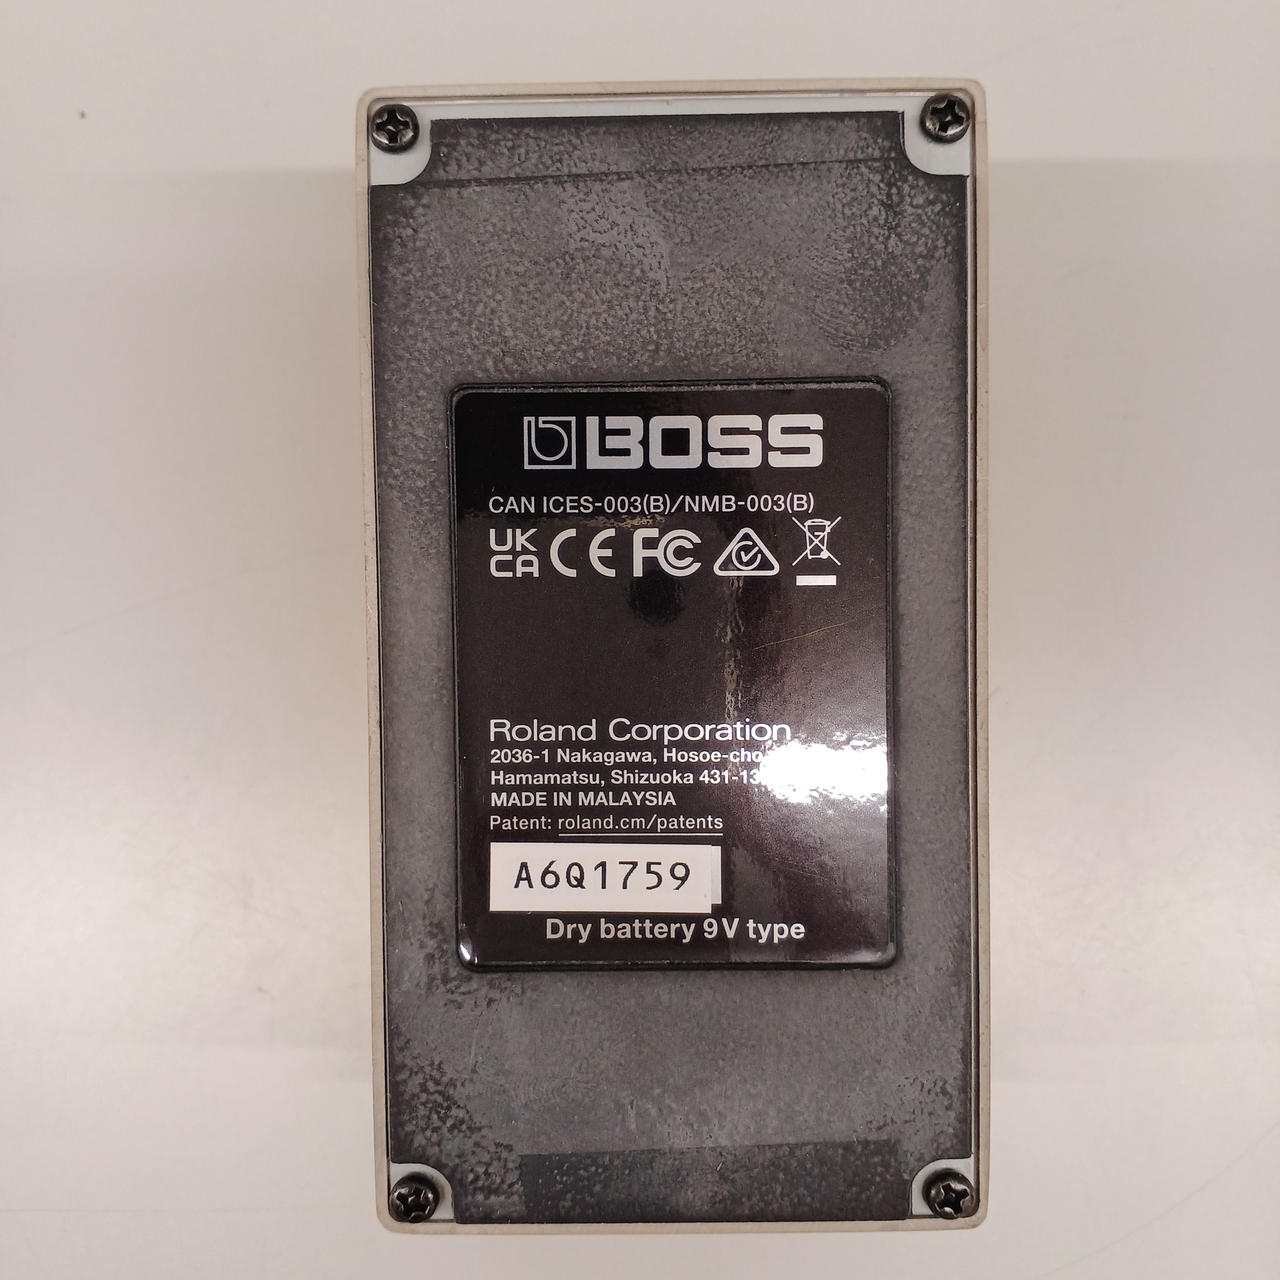 BOSS
CAN ICES-003(B)/NMB-003(B)
UK
CA CE FC
Roland Corporation
2036-1 Nakagawa, Hosoe-cho
Hamamatsu, Shizuoka
MADE IN MALAYSIA
Patent: roland.cm/patents
A6Q1759
Dry battery 9V type